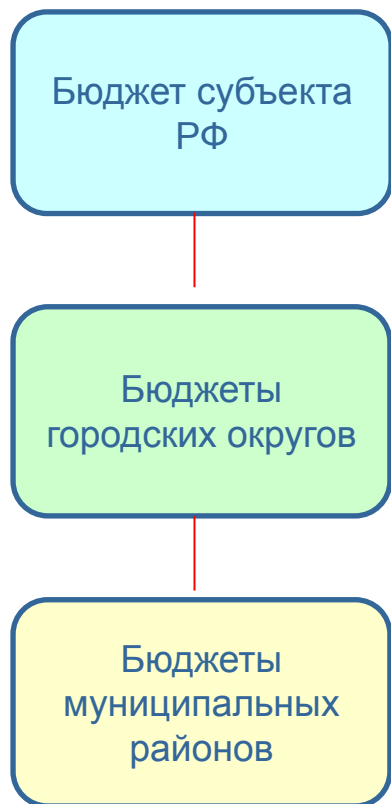 Бюджет субъекта
РФ
Бюджеты
городских округов
Бюджеты
муниципальных
районов